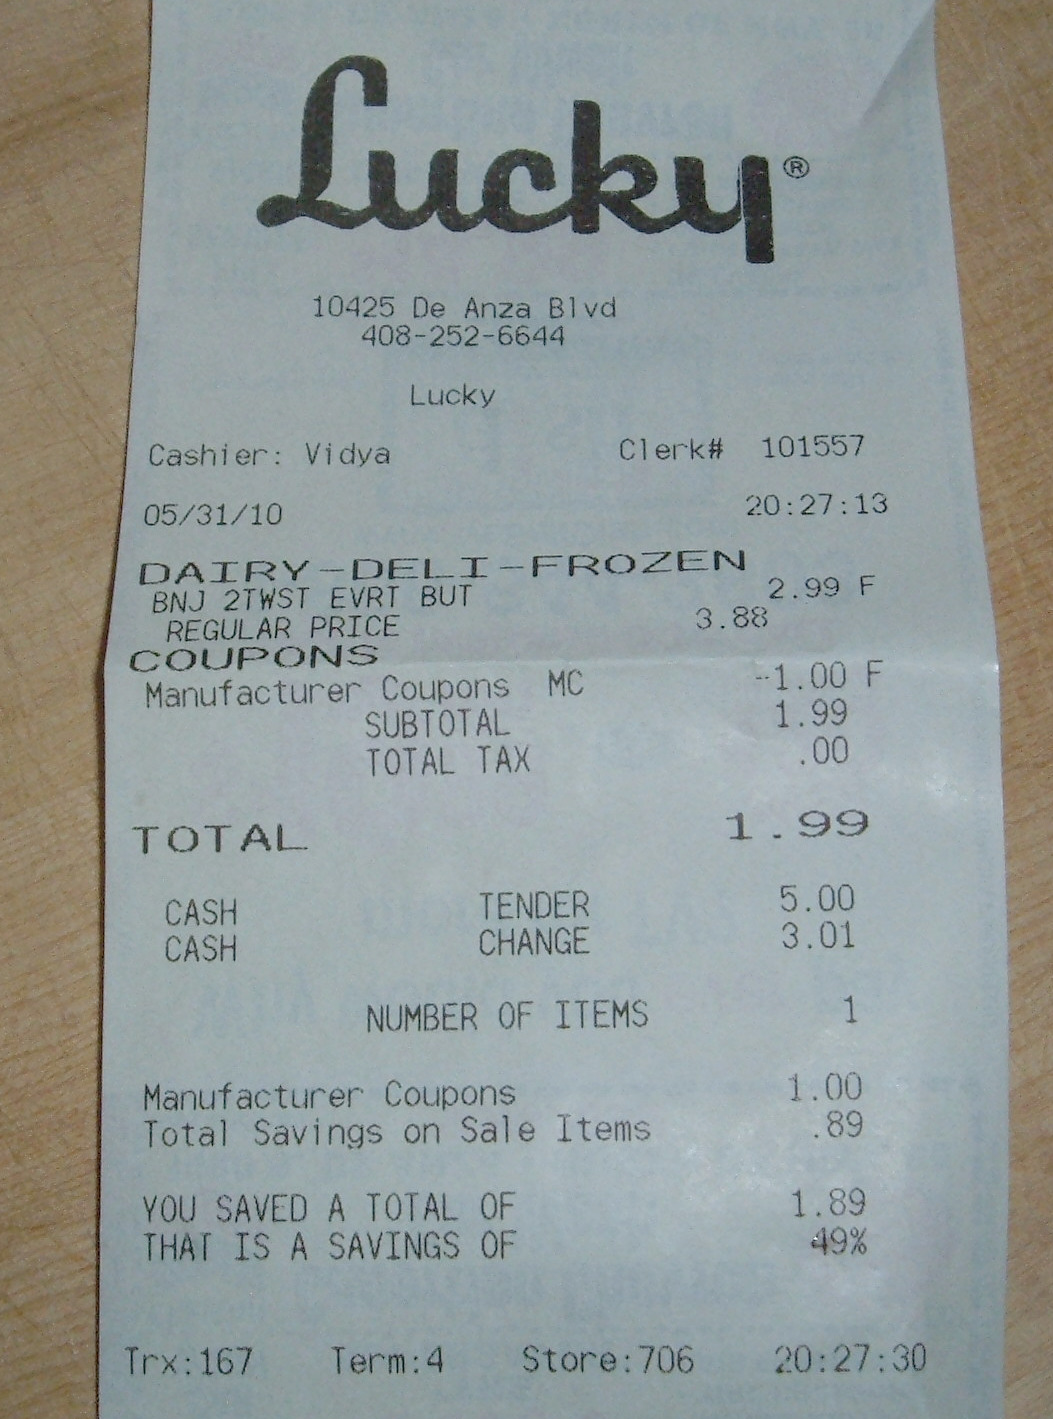 Lucky®
10425 De Anza Blvd
408-252-6644
Lucky
Cashier: Vidya Clerk# 101557
05/31/10 20:27:13
DAIRY-DELI-FROZEN
BNJ 2TWST EVRT BUT 2.99 F
REGULAR PRICE 3.88
COUPONS
Manufacturer Coupons MC -1.00 F
SUBTOTAL 1.99
TOTAL TAX .00
TOTAL 1.99
CASH TENDER 5.00
CASH CHANGE 3.01
NUMBER OF ITEMS 1
Manufacturer Coupons 1.00
Total Savings on Sale Items .89
YOU SAVED A TOTAL OF 1.89
THAT IS A SAVINGS OF 49%
Trx:167 Term:4 Store:706 20:27:30